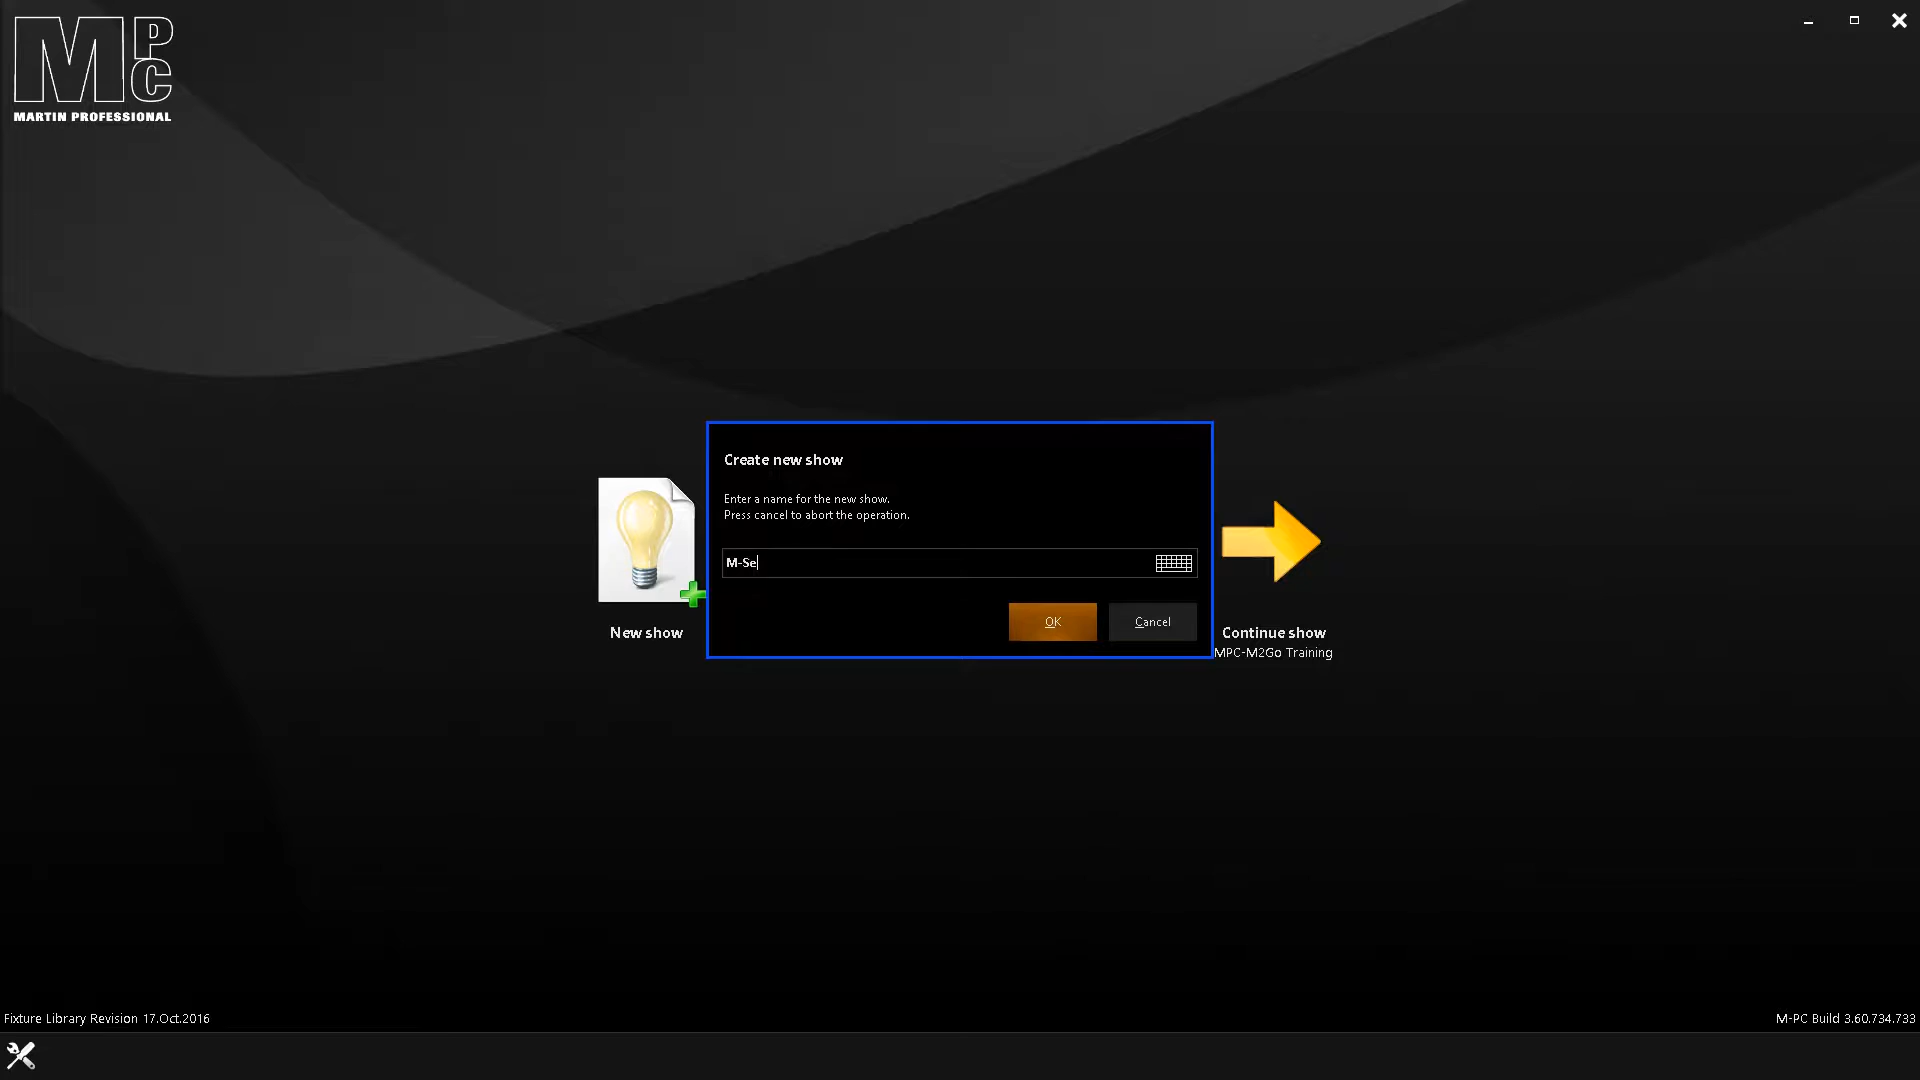 MPC
MARTIN PROFESSIONAL
Create new show
Enter a name for the new show.
Press cancel to abort the operation.
M-Se
OK
Cancel
New show
Continue show
MPC-M2Go Training
Fixture Library Revision 17.Oct.2016
M-PC Build 3.60.734.733